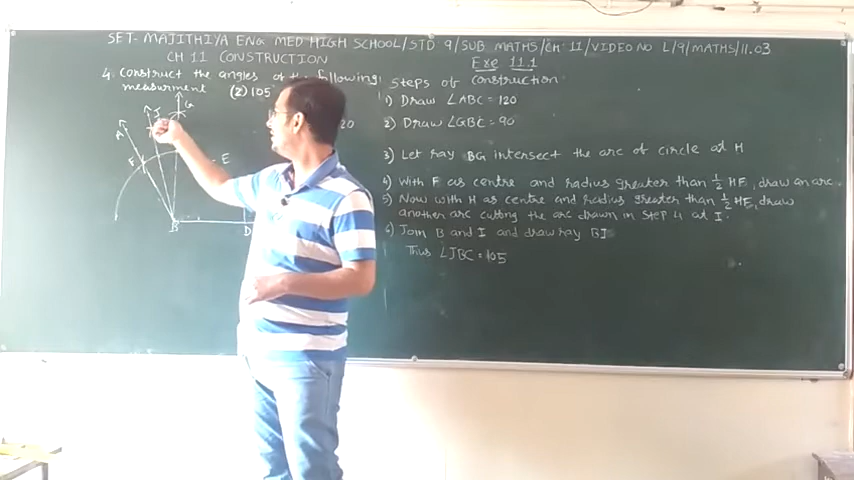 SET- MAJITHIYA ENG MED HIGH SCHOOL/STD 9/SUB MATHS/CH 11/VIDEO NO L/9/MATHS/11.03
CH 11 CONSTRUCTION
Exe 11.1
4. Construct the angles of the following
measurment (2) 105
A
F
J
G
E
B
D
20
Steps of construction
1) Draw ∠ABC = 120
2) Draw ∠GBC = 90
3) Let ray BG intersect the arc of circle at H
4) With F as centre and radius greater than ½ HF, draw an arc.
5) Now with H as centre and radius greater than ½ HF, draw
another arc cutting the arc drawn in Step 4 at I.
6) Join B and I and draw ray BJ
Thus ∠JBC = 105